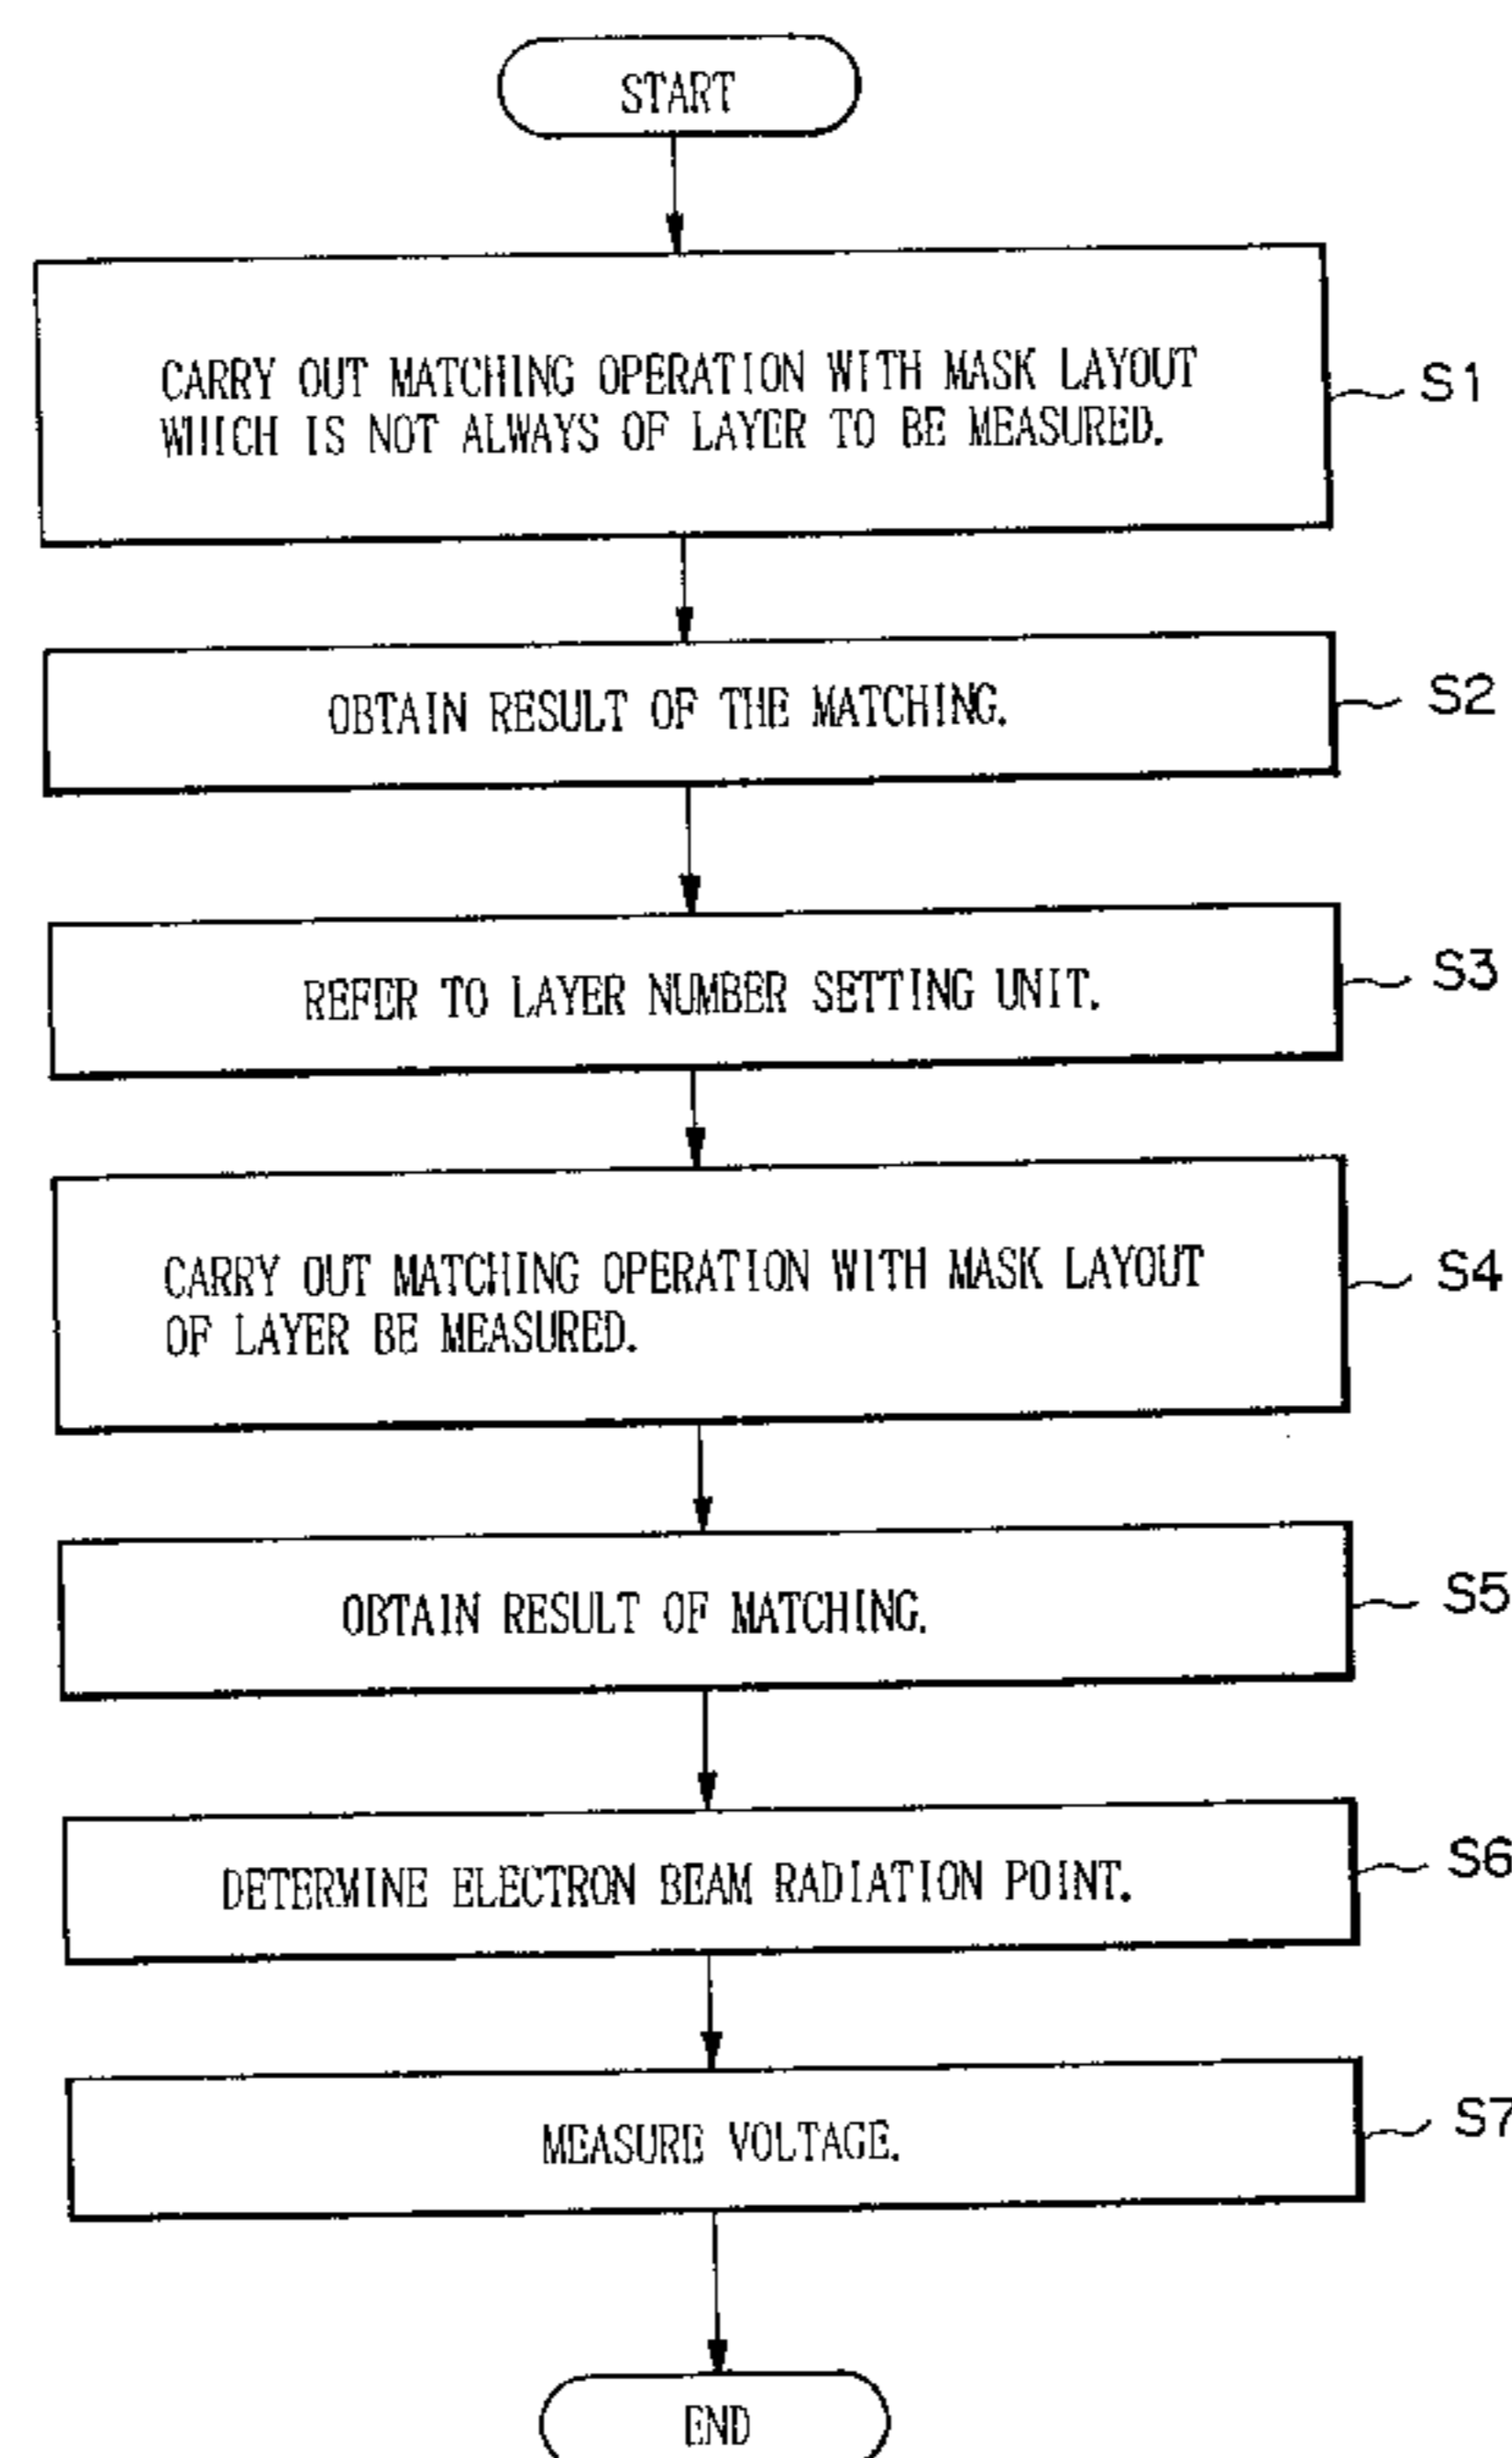 START
CARRY OUT MATCHING OPERATION WITH MASK LAYOUT
WHICH IS NOT ALWAYS OF LAYER TO BE MEASURED.
S1
OBTAIN RESULT OF THE MATCHING.
S2
REFER TO LAYER NUMBER SETTING UNIT.
S3
CARRY OUT MATCHING OPERATION WITH MASK LAYOUT
OF LAYER BE MEASURED.
S4
OBTAIN RESULT OF MATCHING.
S5
DETERMINE ELECTRON BEAM RADIATION POINT.
S6
MEASURE VOLTAGE.
S7
END